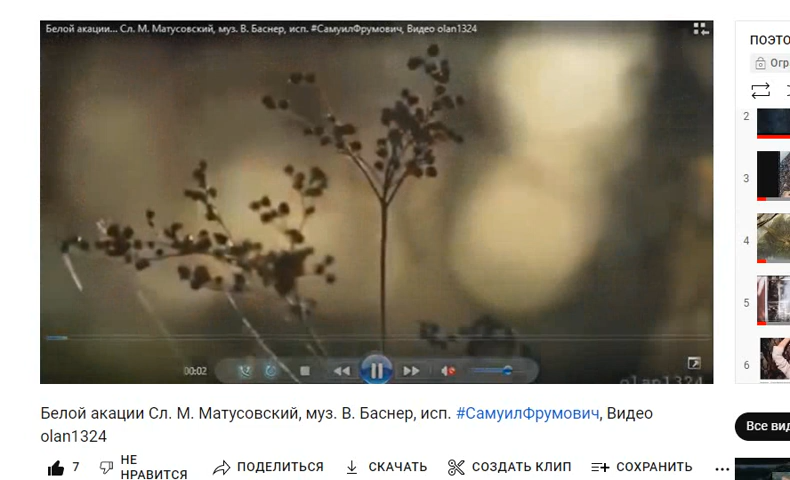 Белой акации... Сл. М. Матусовский, муз. В. Баснер, исп. #СамуилФрумович, Видео olan1324
поэто
Огр
2
3
4
5
6
00:02
olan1324
Белой акации Сл. М. Матусовский, муз. В. Баснер, исп. #СамуилФрумович, Видео
olan1324
Все вид
7
НЕ
НРАВИТСЯ
ПОДЕЛИТЬСЯ
СКАЧАТЬ
СОЗДАТЬ КЛИП
СОХРАНИТЬ